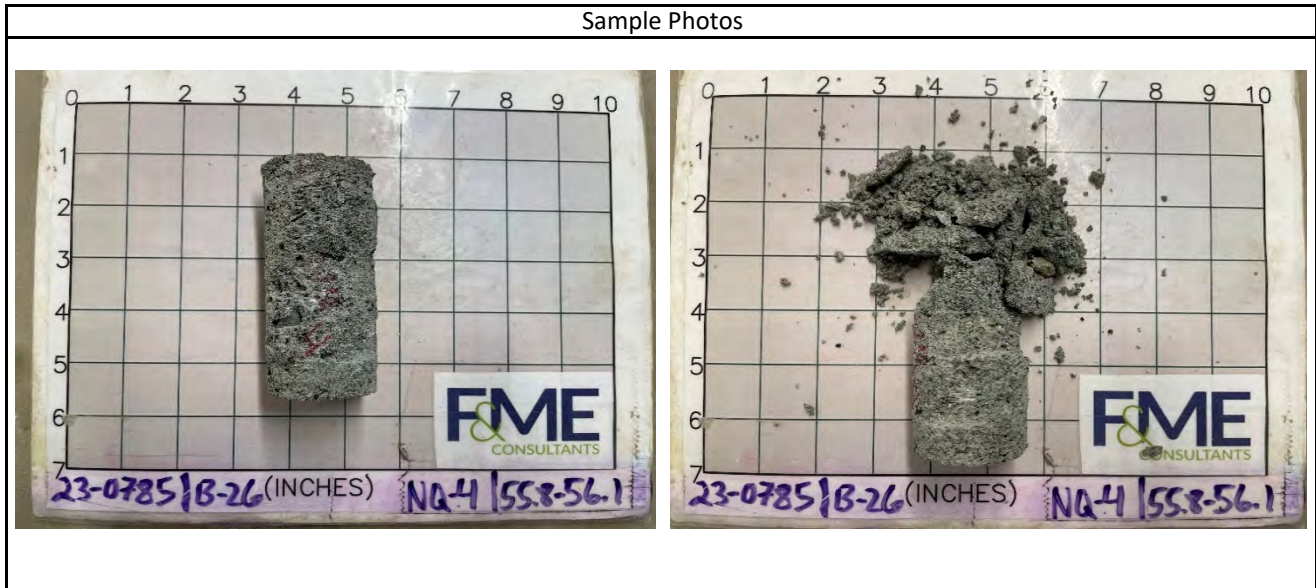 Sample Photos
0 1 2 3 4 5 6 7 8 9 10
1
2
3
4
5
6
7
F&ME
CONSULTANTS
23-0785 | B-26 (INCHES) NQ-4 | 55.8-56.1
0 1 2 3 4 5 6 7 8 9 10
1
2
3
4
5
6
7
F&ME
CONSULTANTS
23-0785 | B-26 (INCHES) NQ-4 | 55.8-56.1